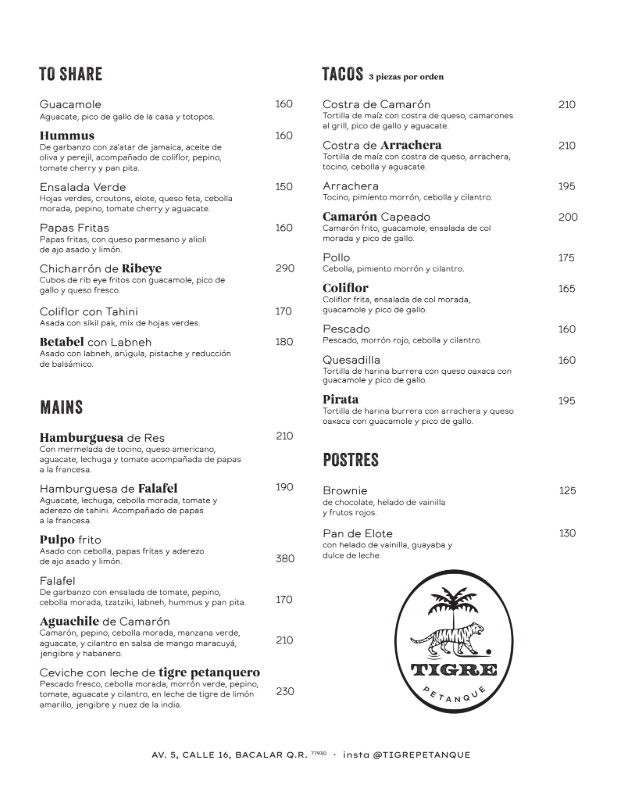 TO SHARE
Guacamole 160
Aguacate, pico de gallo de la casa y totopos.
Hummus 160
De garbanzo con za'atar de jamaica, aceite de
oliva y perejil, acompañado de coliflor, pepino,
tomate cherry y pan pita.
Ensalada Verde 150
Hojas verdes, croutons, elote, queso feta, cebolla
morada, pepino, tomate cherry y aguacate.
Papas Fritas 160
Papas fritas, con queso parmesano y alioli
de ajo asado y limón.
Chicharrón de Ribeye 290
Cubos de rib eye fritos con guacamole, pico de
gallo y queso fresco.
Coliflor con Tahini 170
Asada con sikil pak, mix de hojas verdes.
Betabel con Labneh 180
Asado con labneh, arúgula, pistache y reducción
de balsámico.
MAINS
Hamburguesa de Res 210
Con mermelada de tocino, queso americano,
aguacate, lechuga y tomate acompañada de papas
a la francesa.
Hamburguesa de Falafel 190
Aguacate, lechuga, cebolla morada, tomate y
aderezo de tahini. Acompañado de papas
a la francesa.
Pulpo frito
Asado con cebolla, papas fritas y aderezo
de ajo asado y limón. 380
Falafel
De garbanzo con ensalada de tomate, pepino,
cebolla morada, tzatziki, labneh, hummus y pan pita. 170
Aguachile de Camarón
Camarón, pepino, cebolla morada, manzana verde,
aguacate, y cilantro en salsa de mango maracuyá, 210
jengibre y habanero.
Ceviche con leche de tigre petanquero
Pescado fresco, cebolla morada, morrón verde, pepino,
tomate, aguacate y cilantro, en leche de tigre de limón 230
amarillo, jengibre y nuez de la india.
TACOS 3 piezas por orden
Costra de Camarón 210
Tortilla de maíz con costra de queso, camarones
al grill, pico de gallo y aguacate.
Costra de Arrachera 210
Tortilla de maíz con costra de queso, arrachera,
tocino, cebolla y aguacate.
Arrachera 195
Tocino, pimiento morrón, cebolla y cilantro.
Camarón Capeado 200
Camarón frito, guacamole, ensalada de col
morada y pico de gallo.
Pollo 175
Cebolla, pimiento morrón y cilantro.
Coliflor 165
Coliflor frita, ensalada de col morada,
guacamole y pico de gallo.
Pescado 160
Pescado, morrón rojo, cebolla y cilantro.
Quesadilla 160
Tortilla de harina burrera con queso oaxaca con
guacamole y pico de gallo.
Pirata 195
Tortilla de harina burrera con arrachera y queso
oaxaca con guacamole y pico de gallo.
POSTRES
Brownie 125
de chocolate, helado de vainilla
y frutos rojos.
Pan de Elote 130
con helado de vainilla, guayaba y
dulce de leche.
TIGRE
PETANQUE
AV. 5, CALLE 16, BACALAR Q.R. 77930 · insta @TIGREPETANQUE